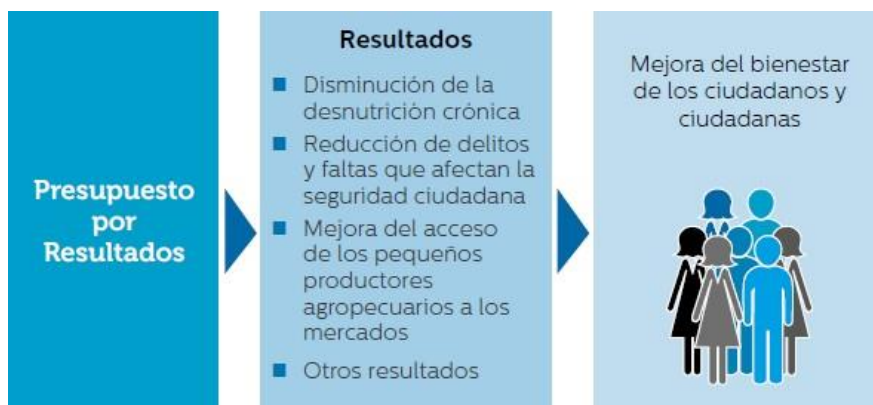 Presupuesto
por
Resultados
Resultados
■ Disminución de la
desnutrición crónica
■ Reducción de delitos
y faltas que afectan la
seguridad ciudadana
■ Mejora del acceso
de los pequeños
productores
agropecuarios a los
mercados
■ Otros resultados
Mejora del bienestar
de los ciudadanos y
ciudadanas